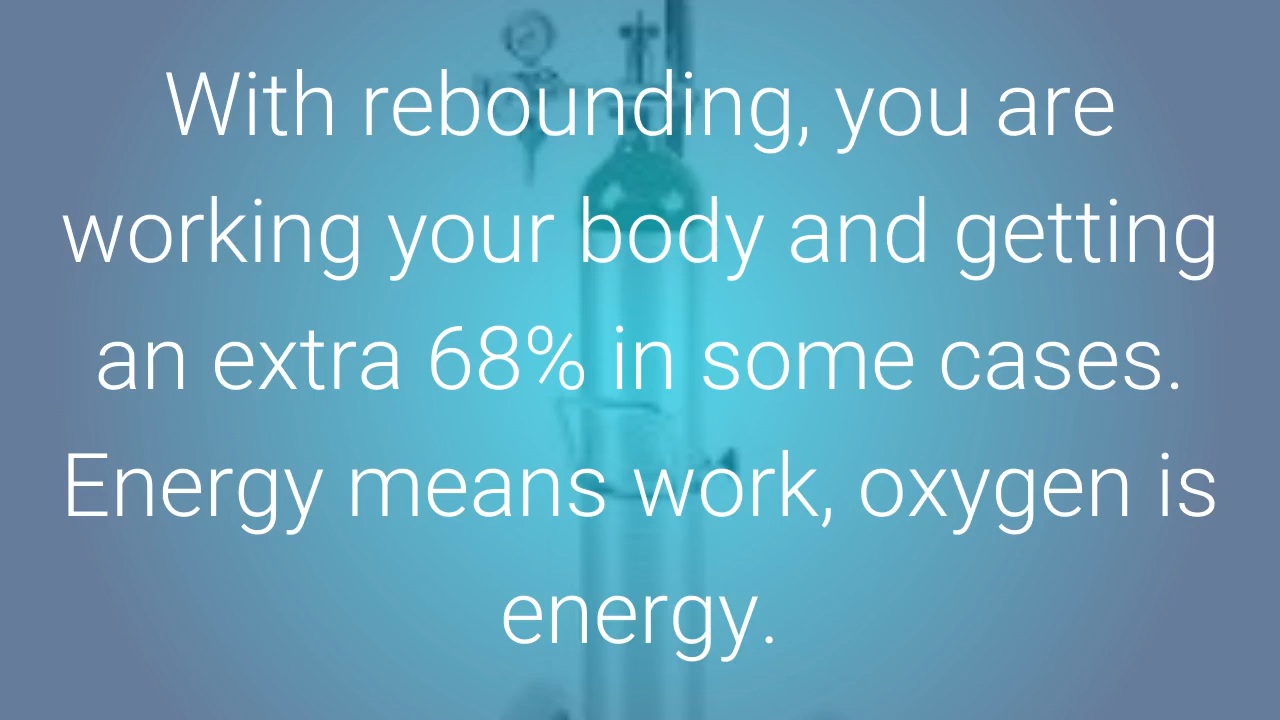 With rebounding, you are
working your body and getting
an extra 68% in some cases.
Energy means work, oxygen is
energy.